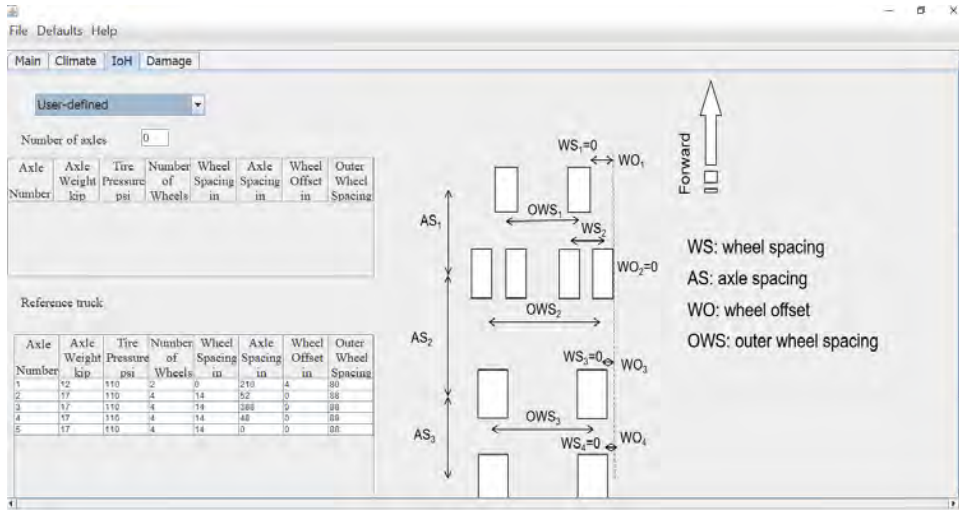 File Defaults Help
Main Climate IoH Damage
User-defined
Number of axles 0
Axle Axle Tire Number Wheel Axle Wheel Outer
Weight Pressure of Spacing Spacing Offset Wheel
Number kip psi Wheels in in in Spacing
Reference truck
Axle Axle Tire Number Wheel Axle Wheel Outer
Weight Pressure of Spacing Spacing Offset Wheel
Number kip psi Wheels in in in Spacing
1 12 110 2 0 210 4 80
2 17 110 4 14 52 0 88
3 17 110 4 14 0 88
4 17 110 4 14 48 0 88
5 17 110 4 14 0 0 88
WS₁=0
WO₁
OWS₁
AS₁
WS₂
WO₂=0
OWS₂
AS₂
WS₃=0
WO₃
OWS₃
AS₃
WS₄=0
WO₄
Forward
WS: wheel spacing
AS: axle spacing
WO: wheel offset
OWS: outer wheel spacing